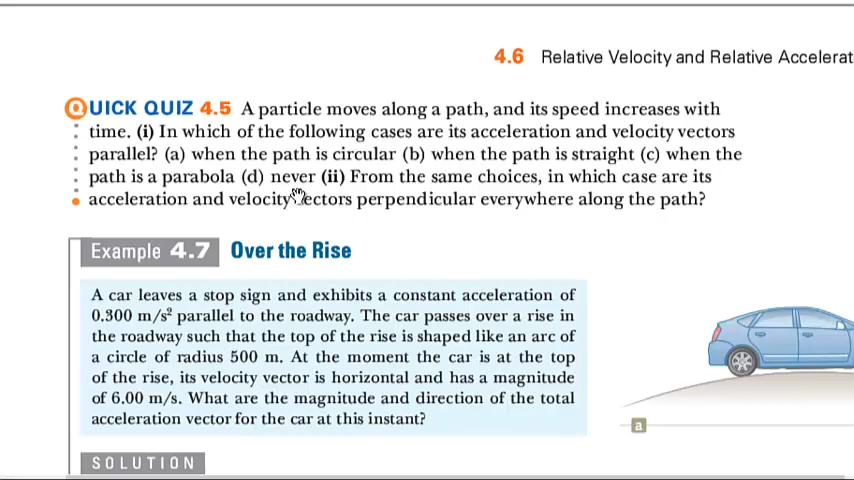 4.6 Relative Velocity and Relative Accelerat
QUICK QUIZ 4.5 A particle moves along a path, and its speed increases with
time. (i) In which of the following cases are its acceleration and velocity vectors
parallel? (a) when the path is circular (b) when the path is straight (c) when the
path is a parabola (d) never (ii) From the same choices, in which case are its
acceleration and velocity vectors perpendicular everywhere along the path?
Example 4.7 Over the Rise
A car leaves a stop sign and exhibits a constant acceleration of
0.300 m/s² parallel to the roadway. The car passes over a rise in
the roadway such that the top of the rise is shaped like an arc of
a circle of radius 500 m. At the moment the car is at the top
of the rise, its velocity vector is horizontal and has a magnitude
of 6.00 m/s. What are the magnitude and direction of the total
acceleration vector for the car at this instant?
a
SOLUTION